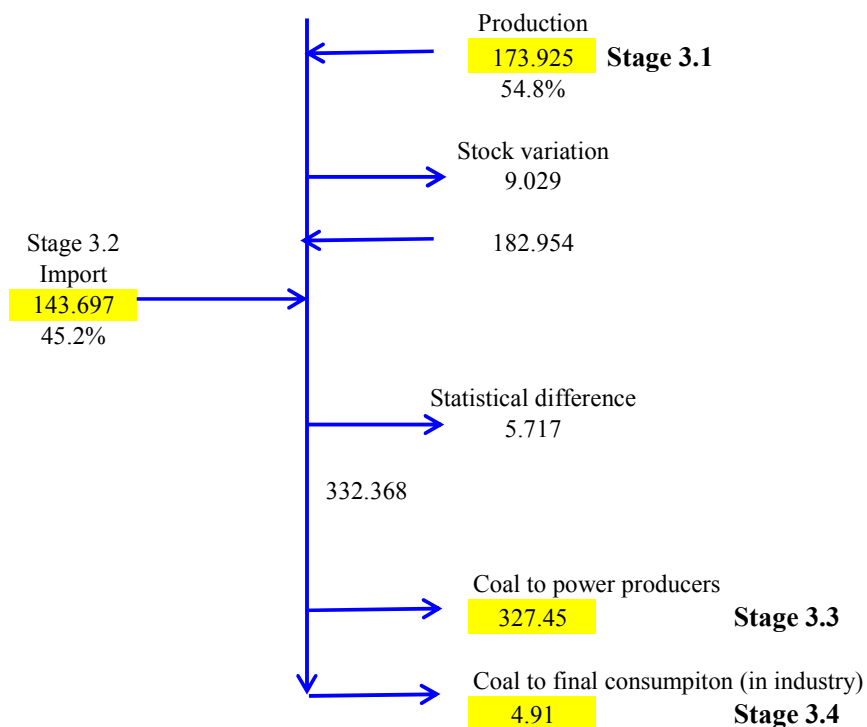 Production
173.925 Stage 3.1
54.8%
Stock variation
9.029
182.954
Stage 3.2
Import
143.697
45.2%
Statistical difference
5.717
332.368
Coal to power producers
327.45 Stage 3.3
Coal to final consumpiton (in industry)
4.91 Stage 3.4